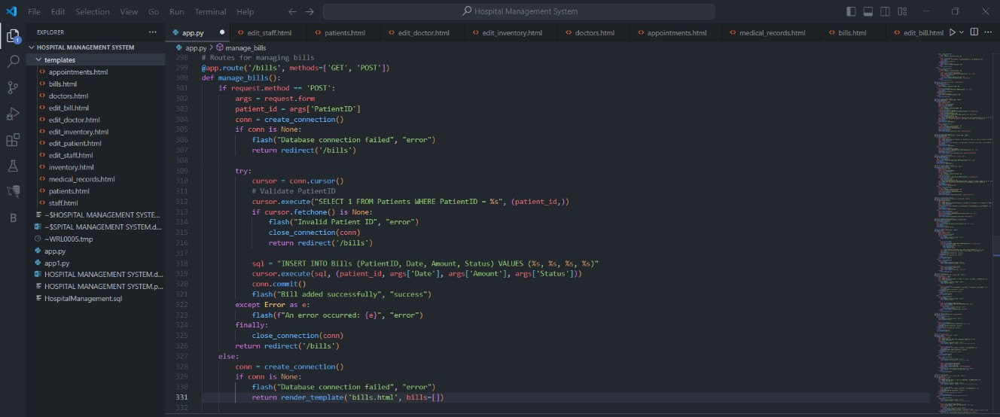 File Edit Selection View Go Run Terminal Help
Hospital Management System
EXPLORER
HOSPITAL MANAGEMENT SYSTEM
templates
appointments.html
bills.html
doctors.html
edit_bill.html
edit_doctor.html
edit_inventory.html
edit_patient.html
edit_staff.html
inventory.html
medical_records.html
patients.html
staff.html
~$HOSPITAL MANAGEMENT SYSTE...
~$SPITAL MANAGEMENT SYSTEM.d...
~WRL0005.tmp
app.py
app1.py
HOSPITAL MANAGEMENT SYSTEM.d...
HOSPITAL MANAGEMENT SYSTEM.p...
HospitalManagement.sql
1
B
app.py edit_staff.html patients.html edit_doctor.html edit_inventory.html doctors.html appointments.html medical_records.html bills.html edit_bill.html
app.py > manage_bills
298 # Routes for managing bills
299 @app.route('/bills', methods=['GET', 'POST'])
300 def manage_bills():
301 if request.method == 'POST':
302 args = request.form
303 patient_id = args['PatientID']
304 conn = create_connection()
305 if conn is None:
306 flash("Database connection failed", "error")
307 return redirect('/bills')
308
309 try:
310 cursor = conn.cursor()
311 # Validate PatientID
312 cursor.execute("SELECT 1 FROM Patients WHERE PatientID = %s", (patient_id,))
313 if cursor.fetchone() is None:
314 flash("Invalid Patient ID", "error")
315 close_connection(conn)
316 return redirect('/bills')
317
318 sql = "INSERT INTO Bills (PatientID, Date, Amount, Status) VALUES (%s, %s, %s, %s)"
319 cursor.execute(sql, (patient_id, args['Date'], args['Amount'], args['Status']))
320 conn.commit()
321 flash("Bill added successfully", "success")
322 except Error as e:
323 flash(f"An error occurred: {e}", "error")
324 finally:
325 close_connection(conn)
326 return redirect('/bills')
327 else:
328 conn = create_connection()
329 if conn is None:
330 flash("Database connection failed", "error")
331 return render_template('bills.html', bills=[])
332